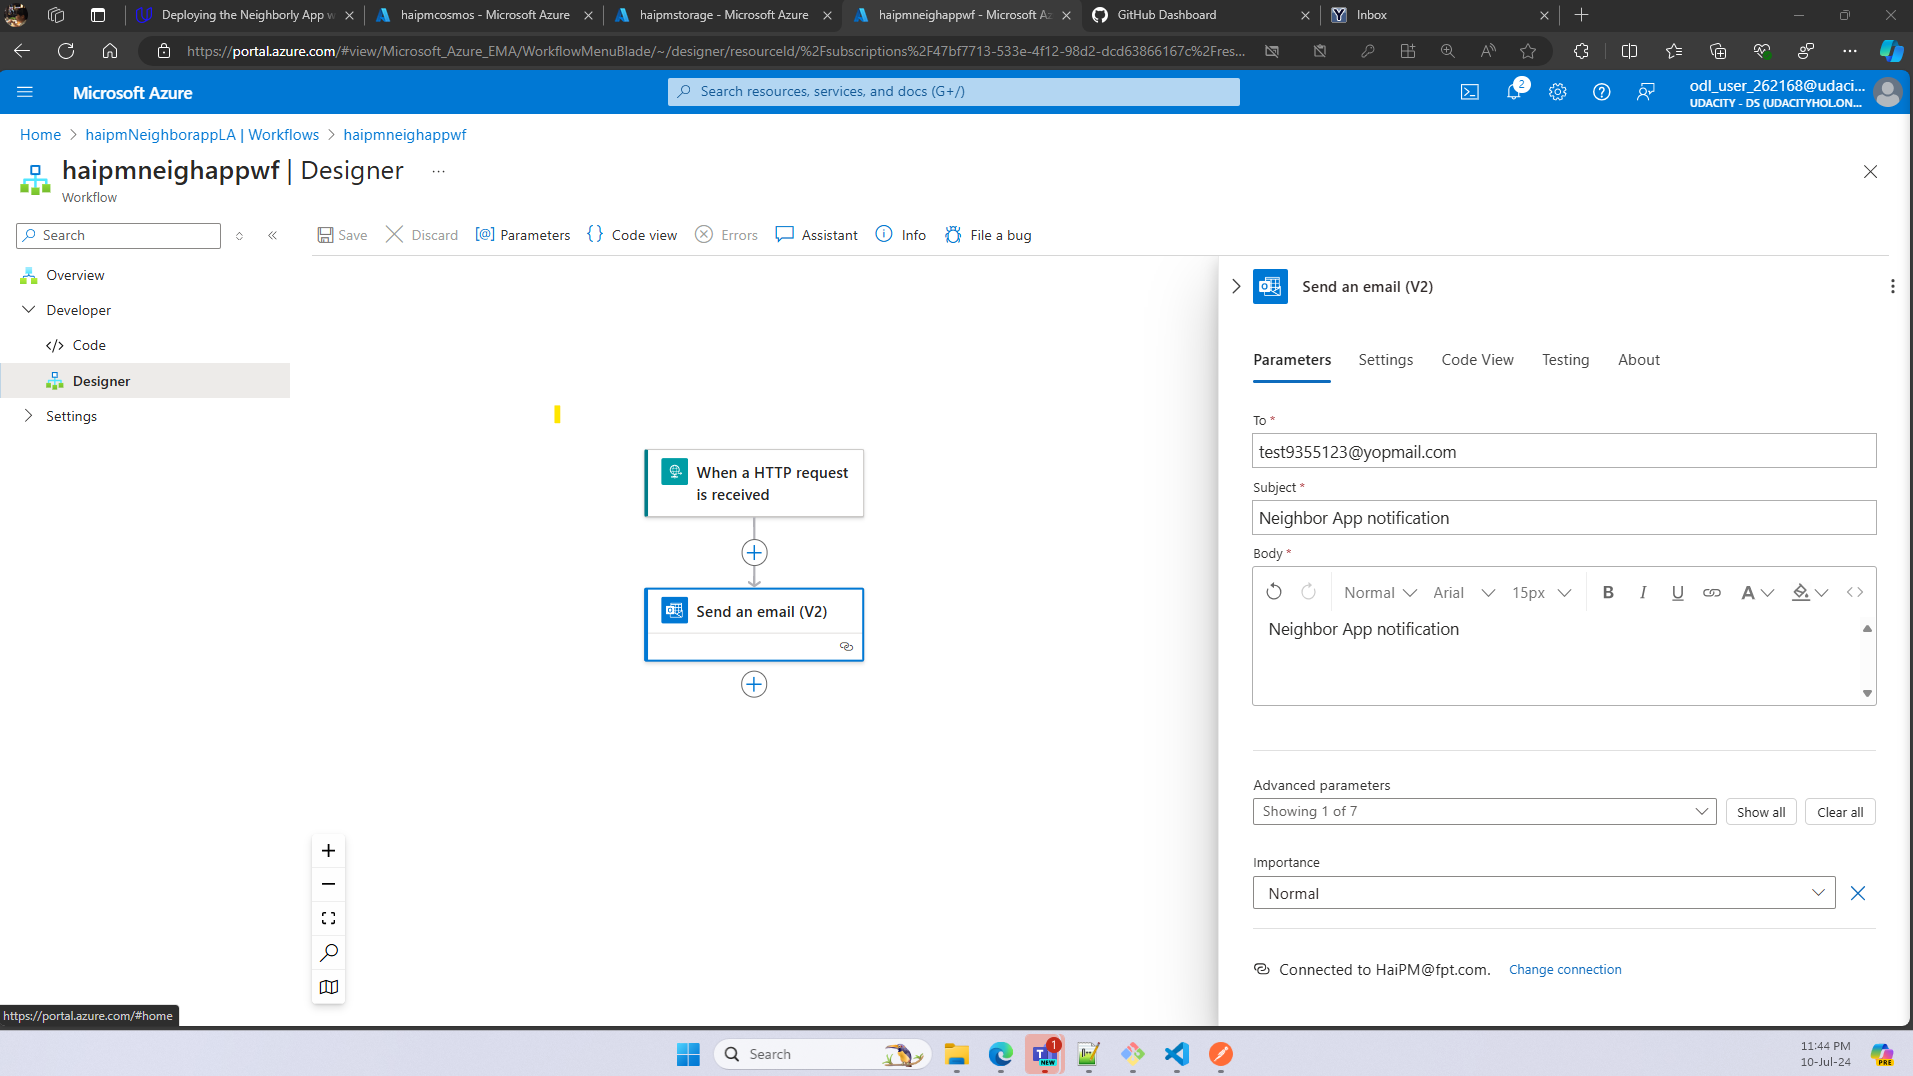 Deploying the Neighborly App w
haipmcosmos - Microsoft Azure
haipmstorage - Microsoft Azure
haipmneighappwf - Microsoft Az
GitHub Dashboard
Inbox
https://portal.azure.com/#view/Microsoft_Azure_EMA/WorkflowMenuBlade/~/designer/resourceId/%2Fsubscriptions%2F47bf7713-533e-4f12-98d2-dcd63866167c%2Fres...
Microsoft Azure
Search resources, services, and docs (G+/)
2
odl_user_262168@udaci...
UDACITY - DS (UDACITYHOL.ON...
Home > haipmNeighborappLA | Workflows > haipmneighappwf
haipmneighappwf | Designer ...
Workflow
Search
Save
Discard
Parameters
Code view
Errors
Assistant
Info
File a bug
Overview
Developer
Code
Designer
Settings
When a HTTP request
is received
Send an email (V2)
Send an email (V2)
Parameters
Settings
Code View
Testing
About
To *
test9355123@yopmail.com
Subject *
Neighbor App notification
Body *
Normal
Arial
15px
B I U A
Neighbor App notification
Advanced parameters
Showing 1 of 7
Show all
Clear all
Importance
Normal
Connected to HaiPM@fpt.com. Change connection
https://portal.azure.com/#home
Search
1
NEW
11:44 PM
10-Jul-24
PRE